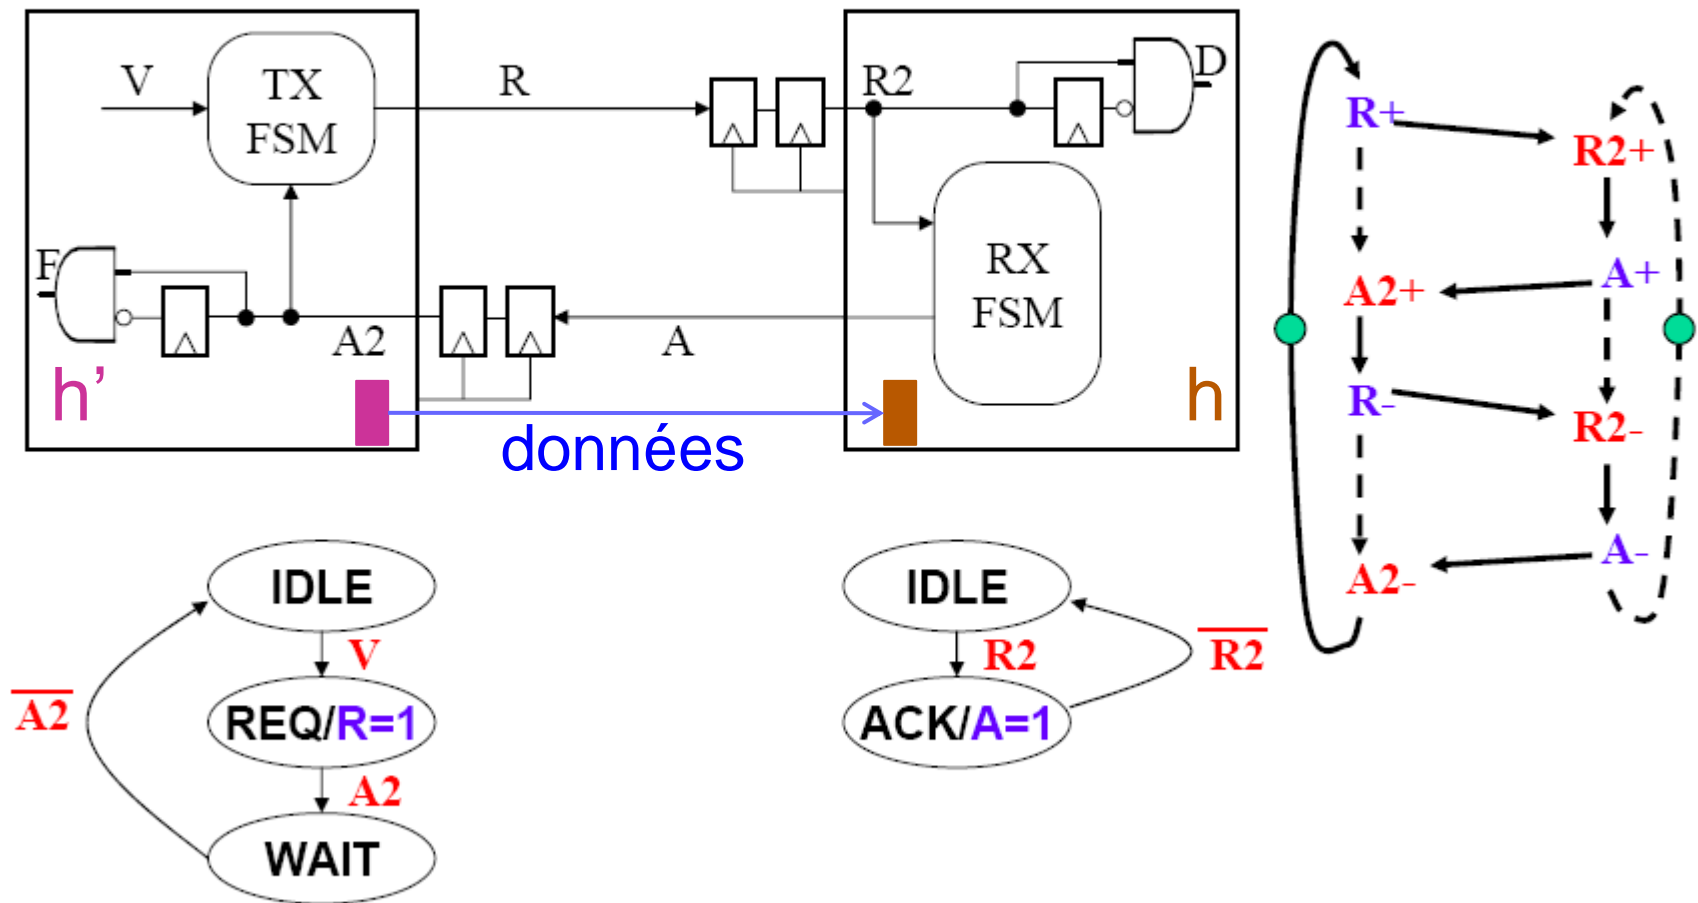 V
TX
FSM
R
R2
D
F
A2
A
RX
FSM
h’
h
données
R+
R2+
A+
A2+
R-
R2-
A-
A2-
IDLE
V
REQ/R=1
A2
WAIT
A2
IDLE
R2
ACK/A=1
R2